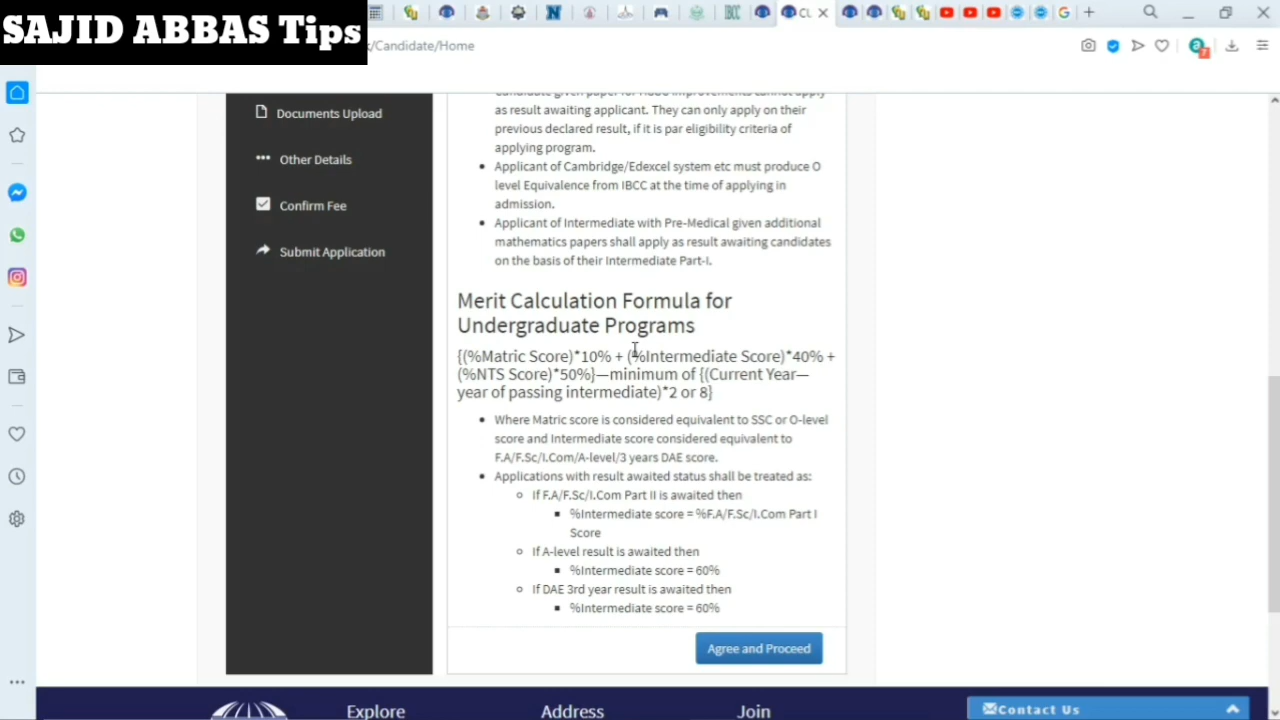 SAJID ABBAS Tips
/Candidate/Home
Documents Upload
Other Details
Confirm Fee
Submit Application
as result awaiting applicant. They can only apply on their
previous declared result, if it is par eligibility criteria of
applying program.
Applicant of Cambridge/Edexcel system etc must produce O
level Equivalence from IBCC at the time of applying in
admission.
Applicant of Intermediate with Pre-Medical given additional
mathematics papers shall apply as result awaiting candidates
on the basis of their Intermediate Part-I.
Merit Calculation Formula for
Undergraduate Programs
{(%Matric Score)*10% + (%Intermediate Score)*40% +
(%NTS Score)*50%}—minimum of {(Current Year—
year of passing intermediate)*2 or 8}
Where Matric score is considered equivalent to SSC or O-level
score and Intermediate score considered equivalent to
F.A/F.Sc/I.Com/A-level/3 years DAE score.
Applications with result awaited status shall be treated as:
If F.A/F.Sc/I.Com Part II is awaited then
%Intermediate score = %F.A/F.Sc/I.Com Part I
Score
If A-level result is awaited then
%Intermediate score = 60%
If DAE 3rd year result is awaited then
%Intermediate score = 60%
Agree and Proceed
Explore
Address
Join
Contact Us